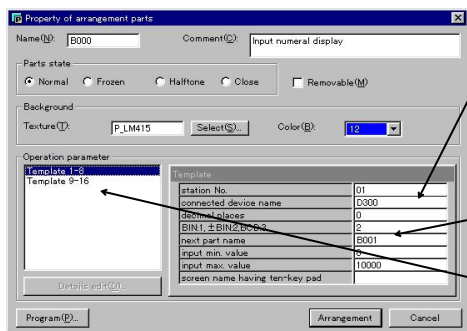 Property of arrangement parts
Name(N): B000 Comment(C): Input numeral display
Parts state
Normal Frozen Halftone Close Removable(M)
Background
Texture(T): P_LM415 Select(S)... Color(B): 12
Operation parameter
Template 1-8
Template 9-16
Template
station No. 01
connected device name D300
decimal places 0
BIN:1, ±BIN:2,BCD:3 2
next part name B001
input min. value 0
input max. value 10000
screen name having ten-key pad
Details edit(D)...
Program(P)... Arrangement Cancel